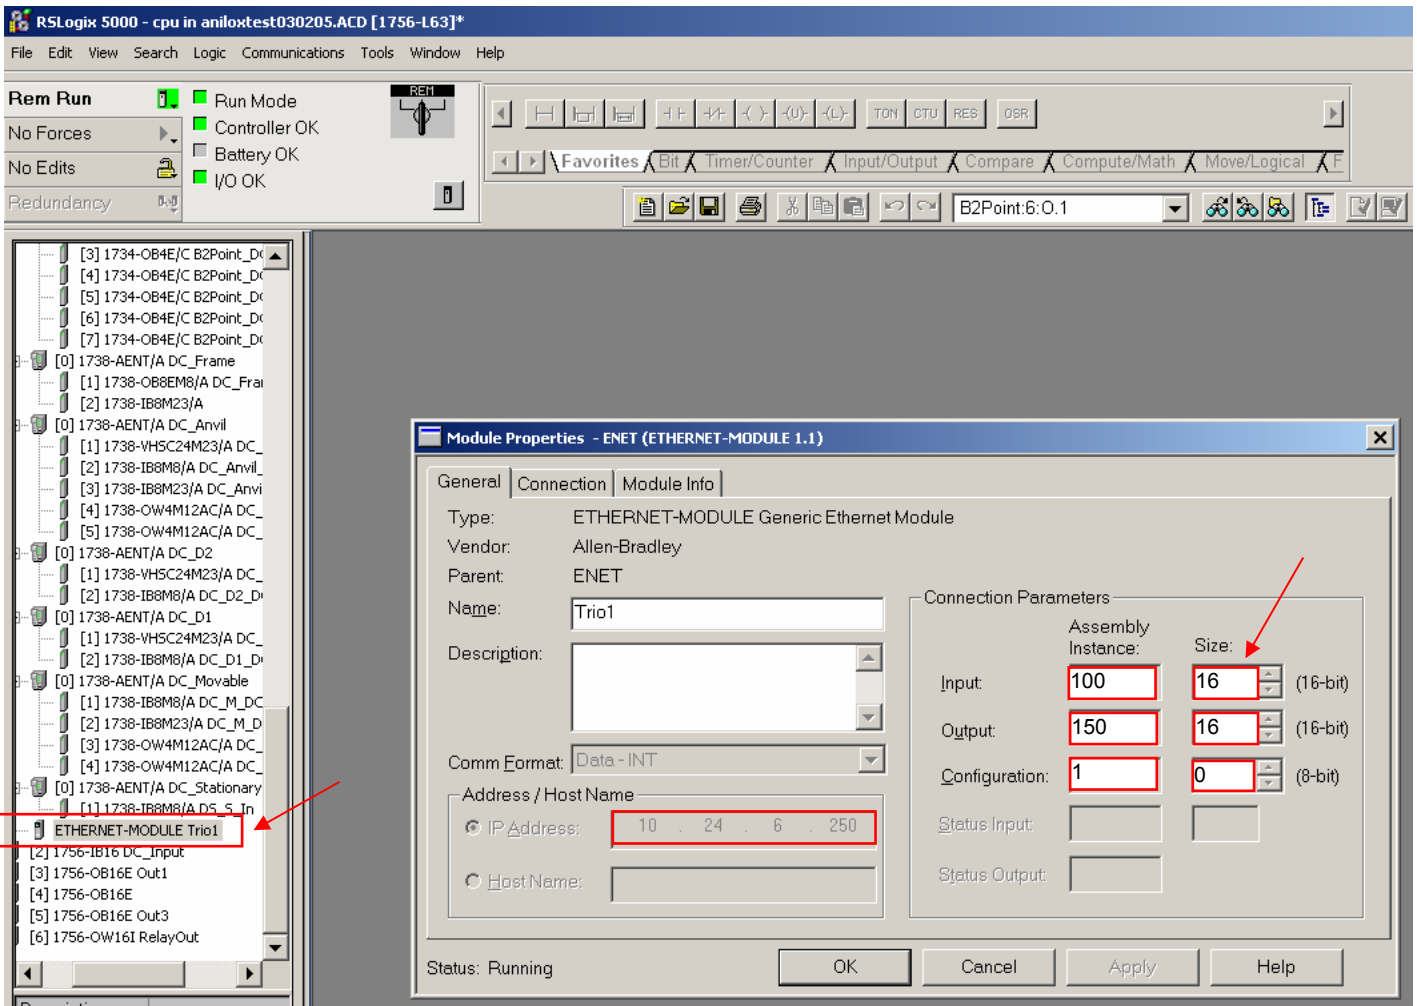 RSLogix 5000 - cpu in aniloxtest030205.ACD [1756-L63]*
File Edit View Search Logic Communications Tools Window Help
Rem Run
No Forces
No Edits
Redundancy
Run Mode
Controller OK
Battery OK
I/O OK
REM
TON CTU RES OSR
Favorites Bit Timer/Counter Input/Output Compare Compute/Math Move/Logical F
B2Point:6:O.1
[3] 1734-OB4E/C B2Point_D
[4] 1734-OB4E/C B2Point_D
[5] 1734-OB4E/C B2Point_D
[6] 1734-OB4E/C B2Point_D
[7] 1734-OB4E/C B2Point_D
[0] 1738-AENT/A DC_Frame
[1] 1738-OB8EM8/A DC_Frai
[2] 1738-IB8M23/A
[0] 1738-AENT/A DC_Anvil
[1] 1738-VHSC24M23/A DC_
[2] 1738-IB8M8/A DC_Anvil_
[3] 1738-IB8M23/A DC_Anvi
[4] 1738-OW4M12AC/A DC_
[5] 1738-OW4M12AC/A DC_
[0] 1738-AENT/A DC_D2
[1] 1738-VHSC24M23/A DC_
[2] 1738-IB8M8/A DC_D2_D
[0] 1738-AENT/A DC_D1
[1] 1738-VHSC24M23/A DC_
[2] 1738-IB8M8/A DC_D1_D
[0] 1738-AENT/A DC_Movable
[1] 1738-IB8M8/A DC_M_DC
[2] 1738-IB8M23/A DC_M_D
[3] 1738-OW4M12AC/A DC_
[4] 1738-OW4M12AC/A DC_
[0] 1738-AENT/A DC_Stationary
[1] 1738-IB8M8/A DS_S_In
ETHERNET-MODULE Trio1
[2] 1756-IB16 DC_Input
[3] 1756-OB16E Out1
[4] 1756-OB16E
[5] 1756-OB16E Out3
[6] 1756-OW16I RelayOut
Module Properties - ENET (ETHERNET-MODULE 1.1)
General Connection Module Info
Type: ETHERNET-MODULE Generic Ethernet Module
Vendor: Allen-Bradley
Parent: ENET
Name: Trio1
Description:
Comm Format: Data - INT
Address / Host Name
IP Address: 10 . 24 . 6 . 250
Host Name:
Connection Parameters
Assembly
Instance: Size:
Input: 100 16 (16-bit)
Output: 150 16 (16-bit)
Configuration: 1 0 (8-bit)
Status Input:
Status Output:
Status: Running
OK Cancel Apply Help